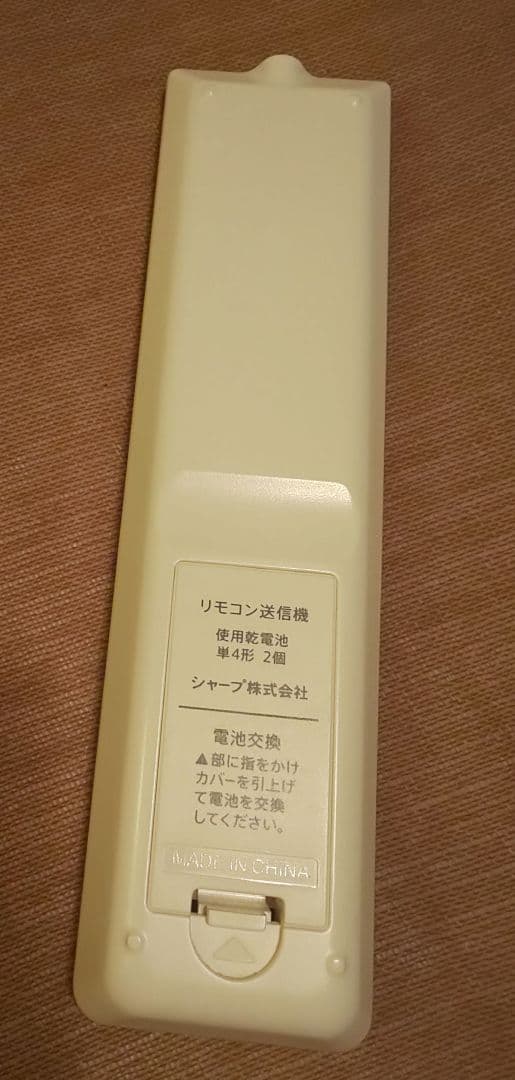 リモコン送信機
使用乾電池
単4形 2個
シャープ株式会社
電池交換
▲部に指をかけ
カバーを引上げ
て電池を交換
してください。
MADE IN CHINA